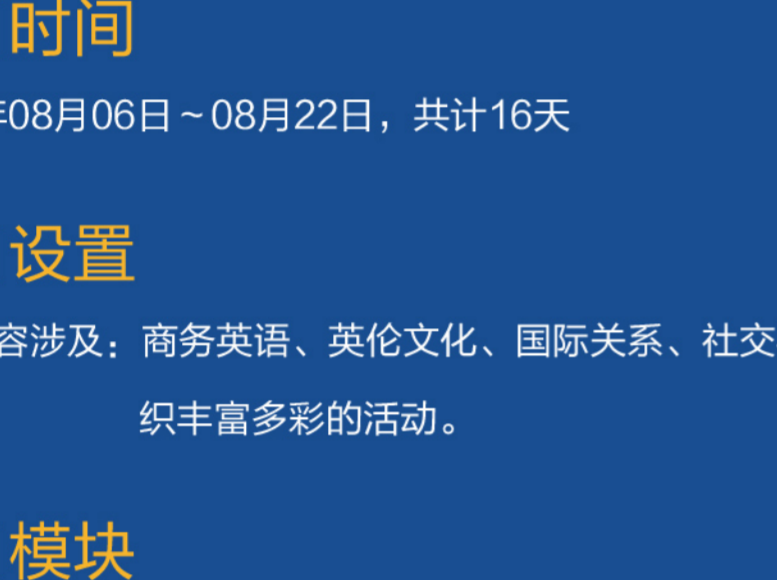 时间
年08月06日~08月22日，共计16天
设置
容涉及：商务英语、英伦文化、国际关系、社交
织丰富多彩的活动。
模块